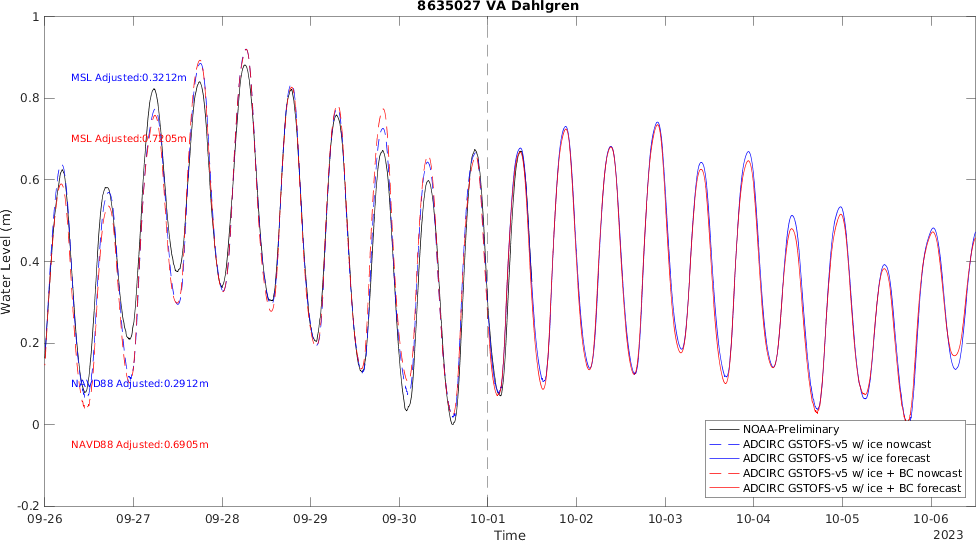 8635027 VA Dahlgren
Water Level (m)
1
0.8
0.6
0.4
0.2
0
-0.2
MSL Adjusted:0.3212m
MSL Adjusted:0.7205m
NAVD88 Adjusted:0.2912m
NAVD88 Adjusted:0.6905m
NOAA-Preliminary
ADCIRC GSTOFS-v5 w/ ice nowcast
ADCIRC GSTOFS-v5 w/ ice forecast
ADCIRC GSTOFS-v5 w/ ice + BC nowcast
ADCIRC GSTOFS-v5 w/ ice + BC forecast
09-26 09-27 09-28 09-29 09-30 10-01 10-02 10-03 10-04 10-05 10-06
Time
2023